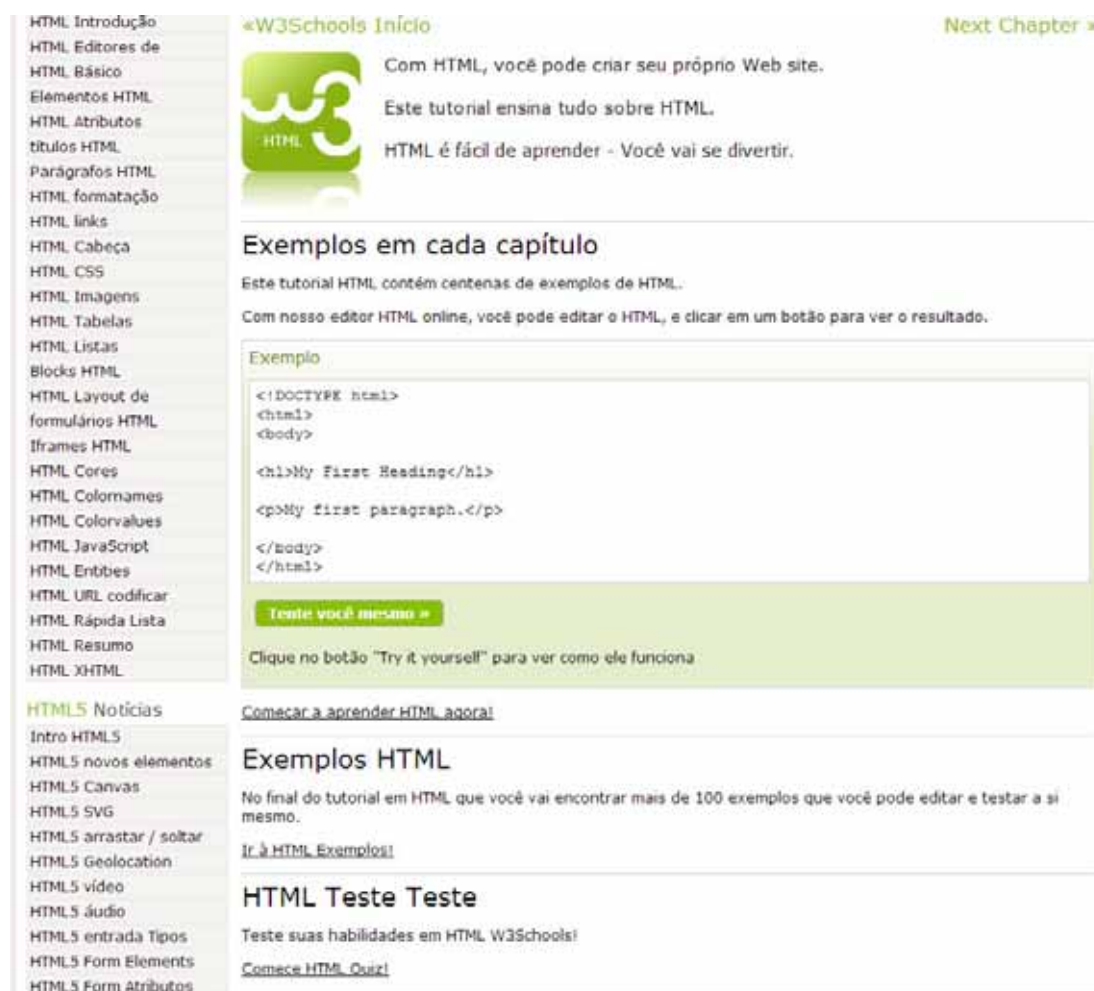 HTML Introdução
HTML Editores de
HTML Básico
Elementos HTML
HTML Atributos
títulos HTML
Parágrafos HTML
HTML formatação
HTML links
HTML Cabeça
HTML CSS
HTML Imagens
HTML Tabelas
HTML Listas
Blocks HTML
HTML Layout de
formulários HTML
Iframes HTML
HTML Cores
HTML Colornames
HTML Colorvalues
HTML JavaScript
HTML Entities
HTML URL codificar
HTML Rápida Lista
HTML Resumo
HTML XHTML
HTML5 Notícias
Intro HTML5
HTML5 novos elementos
HTML5 Canvas
HTML5 SVG
HTML5 arrastar / soltar
HTML5 Geolocation
HTML5 vídeo
HTML5 áudio
HTML5 entrada Tipos
HTML5 Form Elements
HTML5 Form Atributos
«W3Schools Início
Next Chapter »
w3
HTML
Com HTML, você pode criar seu próprio Web site.
Este tutorial ensina tudo sobre HTML.
HTML é fácil de aprender - Você vai se divertir.
Exemplos em cada capítulo
Este tutorial HTML contém centenas de exemplos de HTML.
Com nosso editor HTML online, você pode editar o HTML, e clicar em um botão para ver o resultado.
Exemplo
<!DOCTYPE html>
<html>
<body>
<h1>My First Heading</h1>
<p>My first paragraph.</p>
</body>
</html>
Tente você mesmo »
Clique no botão "Try it yourself" para ver como ele funciona
Começar a aprender HTML agora!
Exemplos HTML
No final do tutorial em HTML que você vai encontrar mais de 100 exemplos que você pode editar e testar a si
mesmo.
Ir à HTML Exemplos!
HTML Teste Teste
Teste suas habilidades em HTML W3Schools!
Comece HTML Quiz!